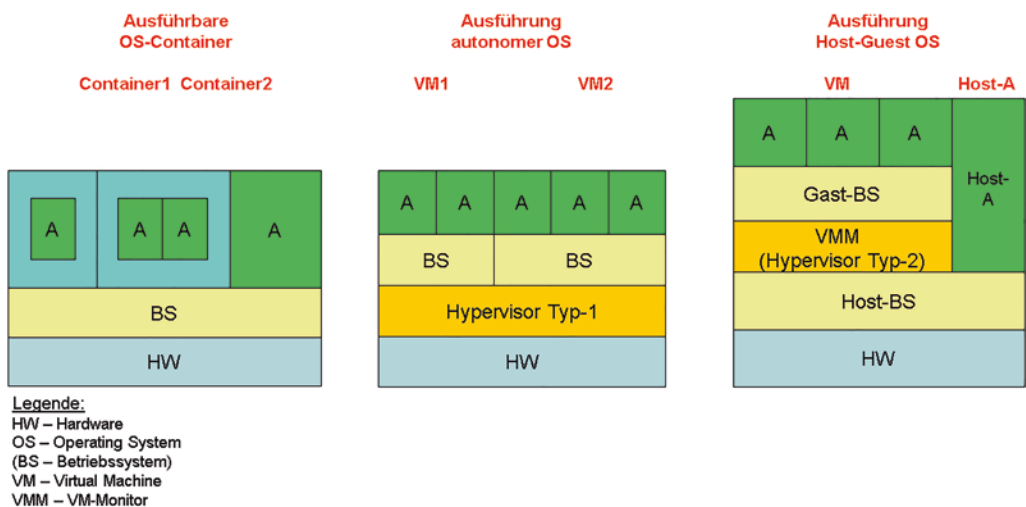 Ausführbare
OS-Container
Container1 Container2
A
A
A
A
BS
HW
Ausführung
autonomer OS
VM1
VM2
A
A
A
A
A
BS
BS
Hypervisor Typ-1
HW
Ausführung
Host-Guest OS
VM
Host-A
A
A
A
Host-
A
Gast-BS
VMM
(Hypervisor Typ-2)
Host-BS
HW
Legende:
HW – Hardware
OS – Operating System
(BS – Betriebssystem)
VM – Virtual Machine
VMM – VM-Monitor